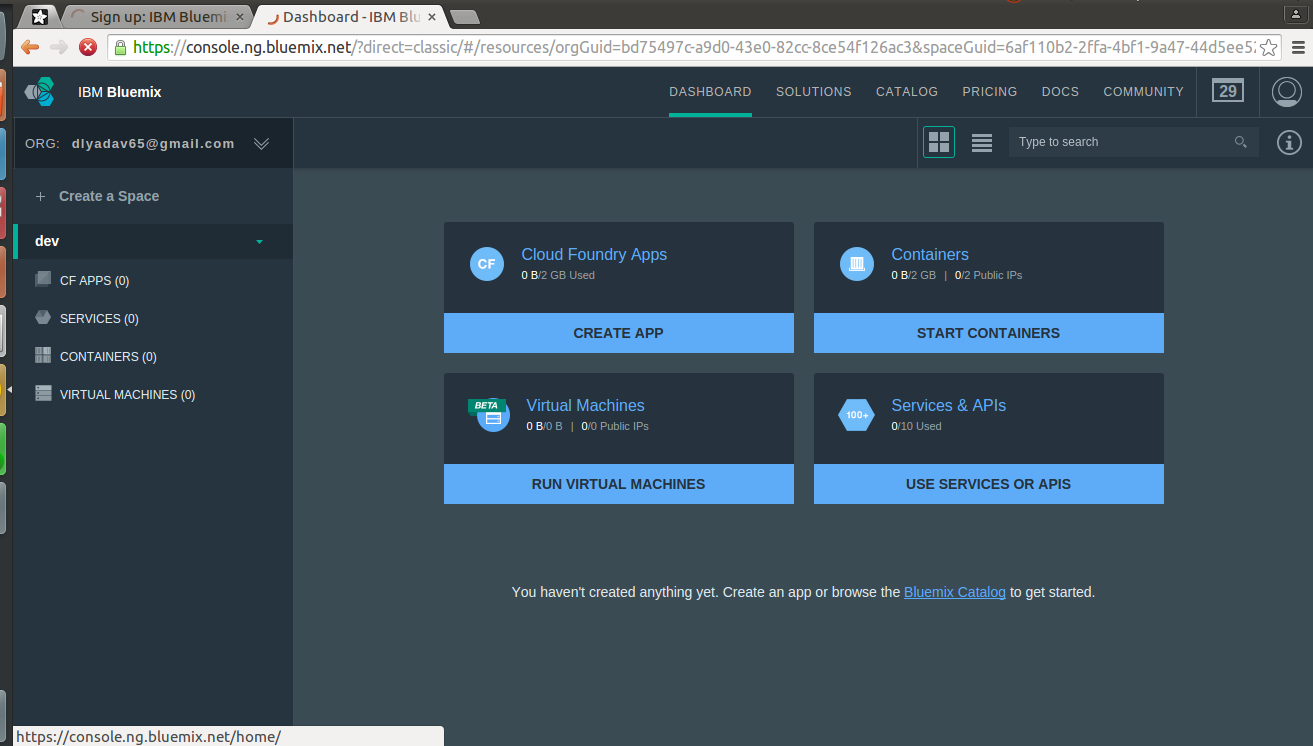 Sign up: IBM Bluemi
Dashboard - IBM Blu
https://console.ng.bluemix.net/?direct=classic/#/resources/orgGuid=bd75497c-a9d0-43e0-82cc-8ce54f126ac3&spaceGuid=6af110b2-2ffa-4bf1-9a47-44d5ee52
IBM Bluemix
DASHBOARD SOLUTIONS CATALOG PRICING DOCS COMMUNITY 29
ORG: dlyadav65@gmail.com
Type to search
+ Create a Space
dev
CF APPS (0)
SERVICES (0)
CONTAINERS (0)
VIRTUAL MACHINES (0)
CF
Cloud Foundry Apps
0 B/2 GB Used
CREATE APP
Containers
0 B/2 GB | 0/2 Public IPs
START CONTAINERS
BETA
Virtual Machines
0 B/0 B | 0/0 Public IPs
RUN VIRTUAL MACHINES
100+
Services & APIs
0/10 Used
USE SERVICES OR APIS
You haven't created anything yet. Create an app or browse the Bluemix Catalog to get started.
https://console.ng.bluemix.net/home/